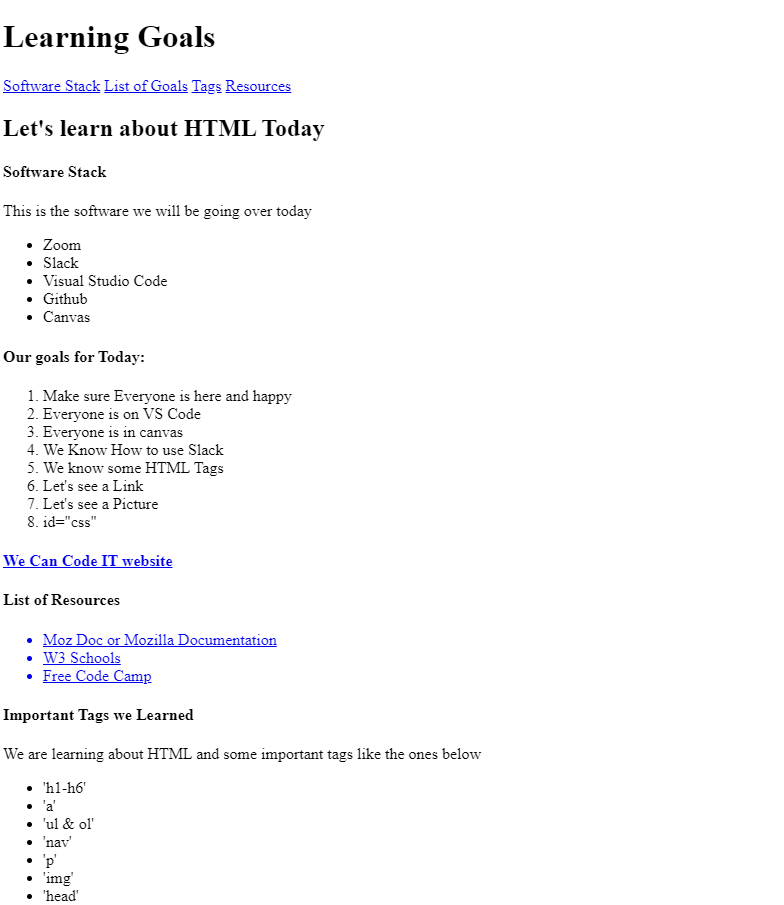 Learning Goals
Software Stack List of Goals Tags Resources
Let's learn about HTML Today
Software Stack
This is the software we will be going over today
Zoom
Slack
Visual Studio Code
Github
Canvas
Our goals for Today:
1. Make sure Everyone is here and happy
2. Everyone is on VS Code
3. Everyone is in canvas
4. We Know How to use Slack
5. We know some HTML Tags
6. Let's see a Link
7. Let's see a Picture
8. id="css"
We Can Code IT website
List of Resources
Moz Doc or Mozilla Documentation
W3 Schools
Free Code Camp
Important Tags we Learned
We are learning about HTML and some important tags like the ones below
'h1-h6'
'a'
'ul & ol'
'nav'
'p'
'img'
'head'